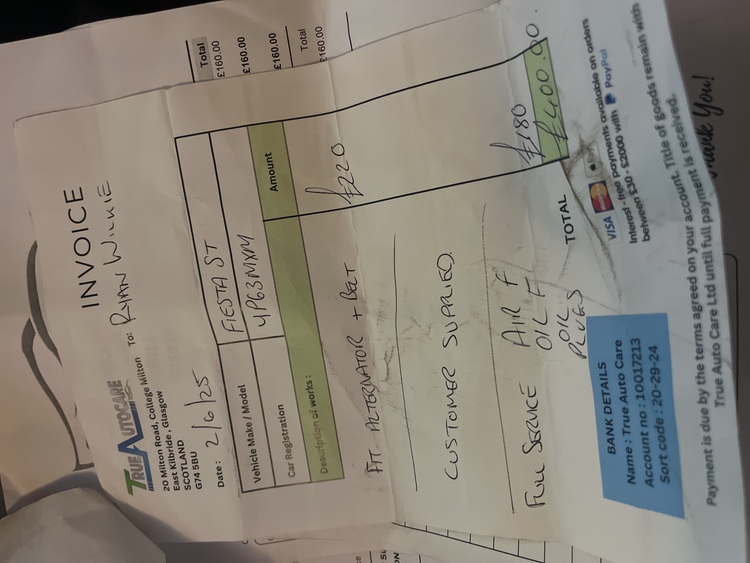 INVOICE
TRUE AUTOCARE
TO: RYAN WILKIE
20 Milton Road, College Milton
East Kilbride, Glasgow
SCOTLAND
G74 5BU
Date: 2/6/25
Vehicle Make / Model FIESTA ST
Car Registration YP63MXM
Description of works: Amount
FIT ALTERNATOR + BELT £220
CUSTOMER SUPPLIED
FULL SERVICE AIR F £180
OIL F
OIL
PLUGS
TOTAL £400.00
BANK DETAILS
Name : True Auto Care
Account no : 10017213
Sort code : 20-29-24
VISA PayPal
Interest-free payments available on orders
between £30 - £2000 with PayPal
Payment is due by the terms agreed on your account. Title of goods remain with
True Auto Care Ltd until full payment is received.
Total
£160.00
£160.00
£160.00
Total
£160.00
Thank You!